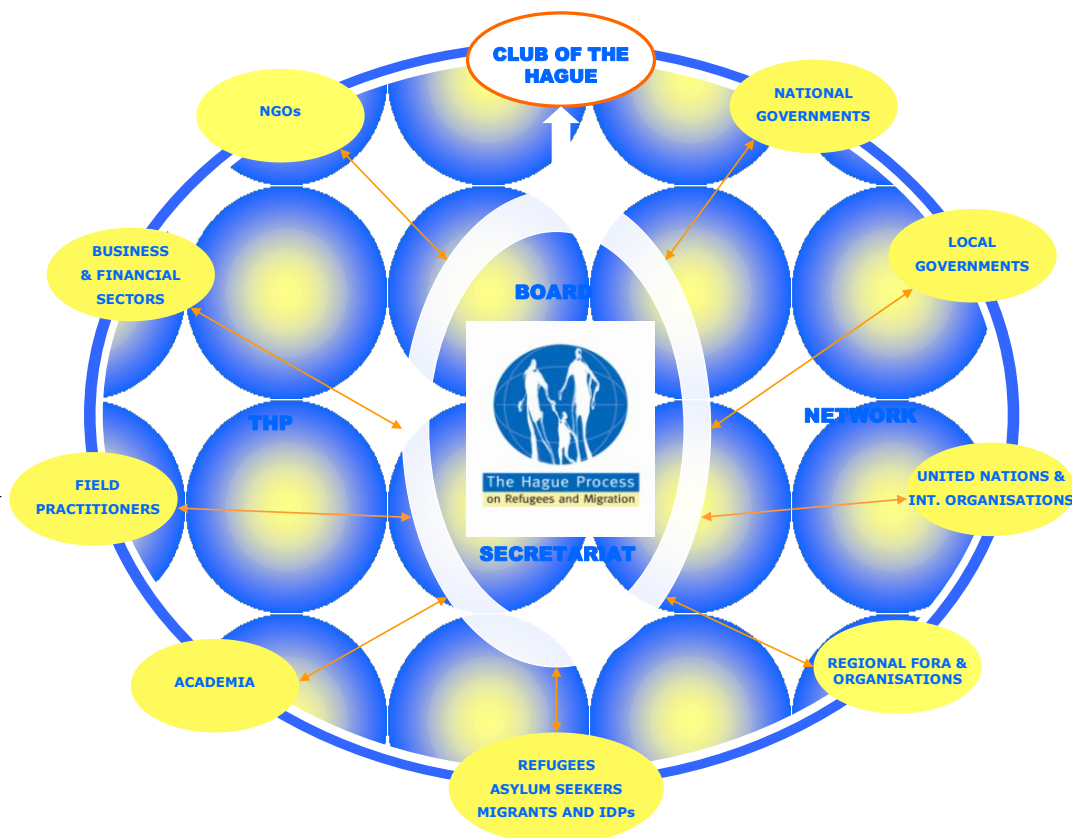 CLUB OF THE
HAGUE
NGOs
NATIONAL
GOVERNMENTS
BUSINESS
& FINANCIAL
SECTORS
LOCAL
GOVERNMENTS
BOARD
THP
NETWORK
The Hague Process
on Refugees and Migration
FIELD
PRACTITIONERS
UNITED NATIONS &
INT. ORGANISATIONS
SECRETARIAT
ACADEMIA
REGIONAL FORA &
ORGANISATIONS
REFUGEES
ASYLUM SEEKERS
MIGRANTS AND IDPs